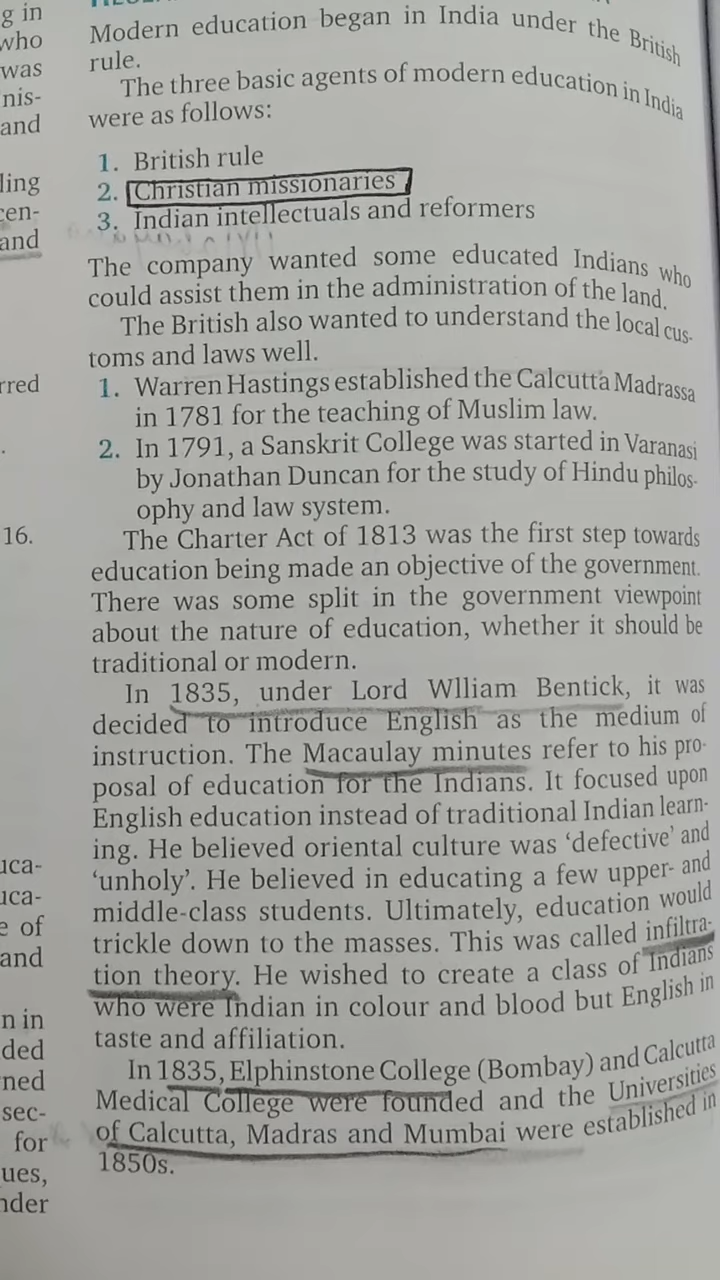 g in
who
was
nis-
and
ling
cen-
and
rred
.
16.
uca-
uca-
e of
and
n in
ded
ned
sec-
for
ues,
nder
Modern education began in India under the British
rule.
The three basic agents of modern education in India
were as follows:
1. British rule
2. Christian missionaries
3. Indian intellectuals and reformers
The company wanted some educated Indians who
could assist them in the administration of the land.
The British also wanted to understand the local cus-
toms and laws well.
1. Warren Hastings established the Calcutta Madrassa
in 1781 for the teaching of Muslim law.
2. In 1791, a Sanskrit College was started in Varanasi
by Jonathan Duncan for the study of Hindu philos-
ophy and law system.
The Charter Act of 1813 was the first step towards
education being made an objective of the government.
There was some split in the government viewpoint
about the nature of education, whether it should be
traditional or modern.
In 1835, under Lord Wlliam Bentick, it was
decided to introduce English as the medium of
instruction. The Macaulay minutes refer to his pro-
posal of education for the Indians. It focused upon
English education instead of traditional Indian learn-
ing. He believed oriental culture was ‘defective’ and
‘unholy’. He believed in educating a few upper- and
middle-class students. Ultimately, education would
trickle down to the masses. This was called infiltra-
tion theory. He wished to create a class of Indians
who were Indian in colour and blood but English in
taste and affiliation.
In 1835, Elphinstone College (Bombay) and Calcutta
Medical College were founded and the Universities
of Calcutta, Madras and Mumbai were established in
1850s.